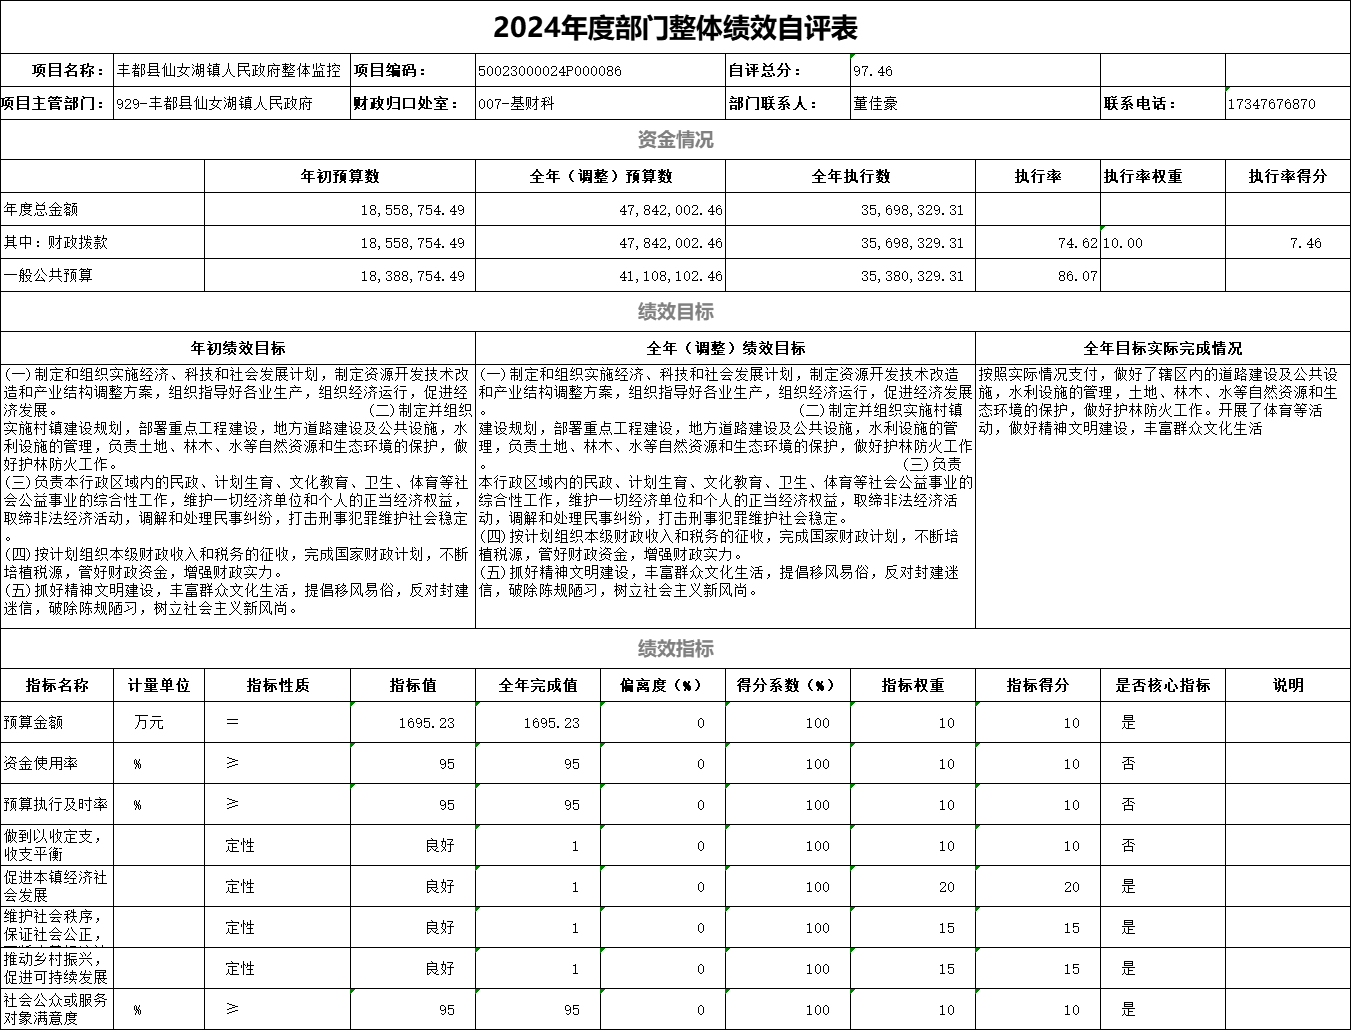 2024年度部门整体绩效自评表
项目名称： 丰都县仙女湖镇人民政府整体监控 项目编码： 50023000024P000086 自评总分： 97.46
项目主管部门： 929-丰都县仙女湖镇人民政府 财政归口处室： 007-基财科 部门联系人： 董佳豪 联系电话： 17347676870
资金情况
年初预算数 全年（调整）预算数 全年执行数 执行率 执行率权重 执行率得分
年度总金额 18,558,754.49 47,842,002.46 35,698,329.31
其中：财政拨款 18,558,754.49 47,842,002.46 35,698,329.31 74.62 10.00 7.46
一般公共预算 18,388,754.49 41,108,102.46 35,380,329.31 86.07
绩效目标
年初绩效目标 全年（调整）绩效目标 全年目标实际完成情况
(一)制定和组织实施经济、科技和社会发展计划，制定资源开发技术改
造和产业结构调整方案，组织指导好各业生产，组织经济运行，促进经
济发展。 (二)制定并组织
实施村镇建设规划，部署重点工程建设，地方道路建设及公共设施，水
利设施的管理，负责土地、林木、水等自然资源和生态环境的保护，做
好护林防火工作。
(三)负责本行政区域内的民政、计划生育、文化教育、卫生、体育等社
会公益事业的综合性工作，维护一切经济单位和个人的正当经济权益，
取缔非法经济活动，调解和处理民事纠纷，打击刑事犯罪维护社会稳定
。
(四)按计划组织本级财政收入和税务的征收，完成国家财政计划，不断
培植税源，管好财政资金，增强财政实力。
(五)抓好精神文明建设，丰富群众文化生活，提倡移风易俗，反对封建
迷信，破除陈规陋习，树立社会主义新风尚。
(一)制定和组织实施经济、科技和社会发展计划，制定资源开发技术改造
和产业结构调整方案，组织指导好各业生产，组织经济运行，促进经济发展
。 (二)制定并组织实施村镇
建设规划，部署重点工程建设，地方道路建设及公共设施，水利设施的管
理，负责土地、林木、水等自然资源和生态环境的保护，做好护林防火工作
。 (三)负责
本行政区域内的民政、计划生育、文化教育、卫生、体育等社会公益事业的
综合性工作，维护一切经济单位和个人的正当经济权益，取缔非法经济活
动，调解和处理民事纠纷，打击刑事犯罪维护社会稳定。
(四)按计划组织本级财政收入和税务的征收，完成国家财政计划，不断培
植税源，管好财政资金，增强财政实力。
(五)抓好精神文明建设，丰富群众文化生活，提倡移风易俗，反对封建迷
信，破除陈规陋习，树立社会主义新风尚。
按照实际情况支付，做好了辖区内的道路建设及公共设
施，水利设施的管理，土地、林木、水等自然资源和生
态环境的保护，做好护林防火工作。开展了体育等活
动，做好精神文明建设，丰富群众文化生活
绩效指标
指标名称 计量单位 指标性质 指标值 全年完成值 偏离度（%） 得分系数（%） 指标权重 指标得分 是否核心指标 说明
预算金额 万元 ＝ 1695.23 1695.23 0 100 10 10 是
资金使用率 % ≥ 95 95 0 100 10 10 否
预算执行及时率 % ≥ 95 95 0 100 10 10 否
做到以收定支，
收支平衡 定性 良好 1 0 100 10 10 否
促进本镇经济社
会发展 定性 良好 1 0 100 20 20 是
维护社会秩序，
保证社会公正， 定性 良好 1 0 100 15 15 是
推动乡村振兴，
促进可持续发展 定性 良好 1 0 100 15 15 是
社会公众或服务
对象满意度 % ≥ 95 95 0 100 10 10 是